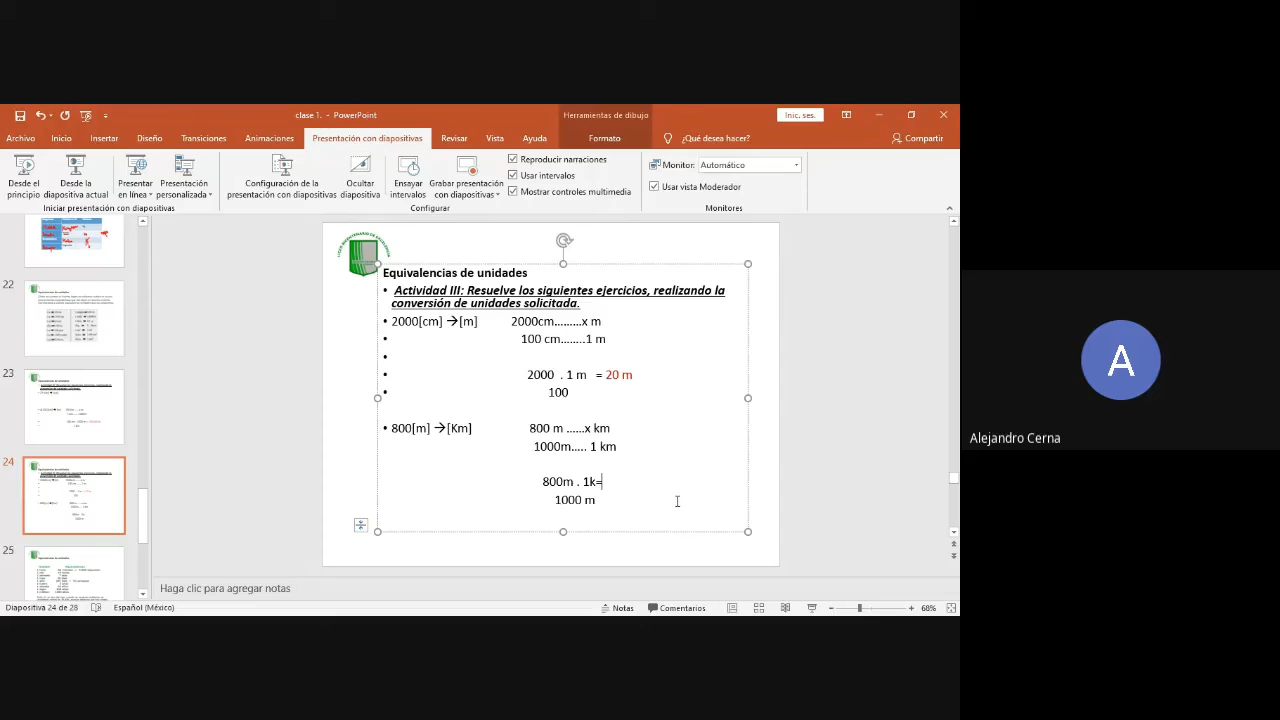 clase 1. - PowerPoint
Herramientas de dibujo
Inic. ses.
Archivo Inicio Insertar Diseño Transiciones Animaciones Presentación con diapositivas Revisar Vista Ayuda Formato ¿Qué desea hacer? Compartir
Desde el principio
Desde la diapositiva actual
Presentar en línea
Presentación personalizada
Iniciar presentación con diapositivas
Configuración de la presentación con diapositivas
Ocultar diapositiva
Ensayar intervalos
Grabar presentación con diapositivas
Reproducir narraciones
Usar intervalos
Mostrar controles multimedia
Configurar
Monitor: Automático
Usar vista Moderador
Monitores
22
23
24
25
Equivalencias de unidades
• Actividad III: Resuelve los siguientes ejercicios, realizando la
conversión de unidades solicitada.
• 2000[cm] →[m] 2000cm.........x m
• 100 cm........1 m
•
• 2000 . 1 m = 20 m
• 100
• 800[m] →[Km] 800 m ......x km
1000m..... 1 km
800m . 1k=
1000 m
Haga clic para agregar notas
Diapositiva 24 de 28 Español (México) Notas Comentarios 68%
A
Alejandro Cerna